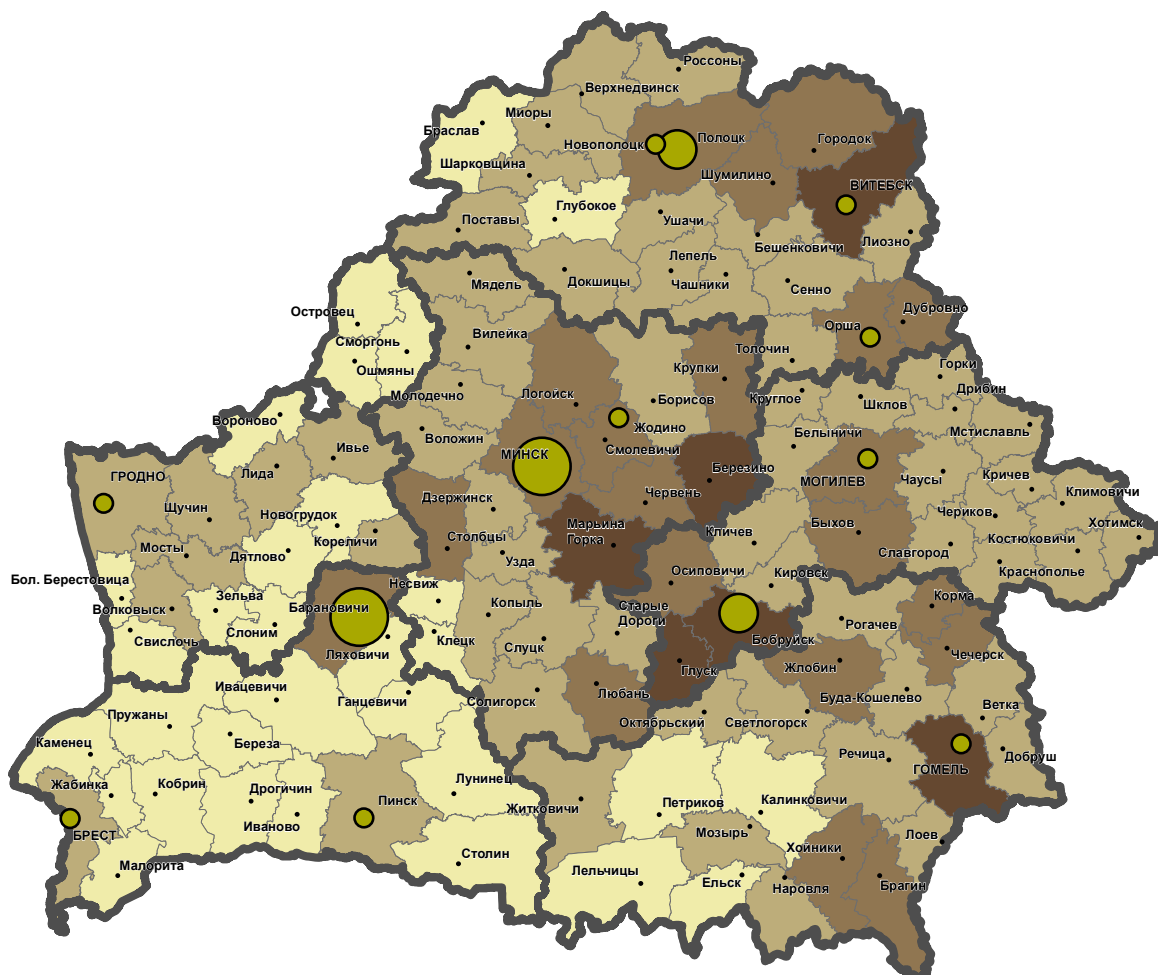 Россоны
Верхнедвинск
Миоры
Браслав
Новополоцк
Полоцк
Городок
Шарковщина
Шумилино
ВИТЕБСК
Глубокое
Поставы
Ушачи
Бешенковичи
Лиозно
Лепель
Докшицы
Чашники
Мядель
Сенно
Островец
Дубровно
Орша
Вилейка
Сморгонь
Толочин
Ошмяны
Горки
Крупки
Дрибин
Молодечно
Логойск
Борисов
Круглое
Шклов
Вороново
Мстиславль
Жодино
Воложин
Ивье
Белыничи
Смолевичи
МИНСК
Березино
Лида
ГРОДНО
МОГИЛЕВ
Чаусы
Кричев
Климовичи
Дзержинск
Червень
Щучин
Новогрудок
Чериков
Хотимск
Марьина
Горка
Быхов
Кличев
Столбцы
Кореличи
Костюковичи
Мосты
Дятлово
Славгород
Узда
Осиповичи
Краснополье
Бол. Берестовица
Несвиж
Кировск
Зельва
Корма
Волковыск
Барановичи
Копыль
Старые
Дороги
Рогачев
Слоним
Бобруйск
Свислочь
Клецк
Слуцк
Ляховичи
Чечерск
Жлобин
Глуск
Ивацевичи
Любань
Буда-Кошелево
Ганцевичи
Солигорск
Ветка
Пружаны
Октябрьский
Светлогорск
Береза
Каменец
Речица
Добруш
ГОМЕЛЬ
Лунинец
Жабинка
Кобрин
Дрогичин
Пинск
Житковичи
Петриков
Калинковичи
Иваново
БРЕСТ
Мозырь
Лоев
Хойники
Столин
Малорита
Лельчицы
Ельск
Наровля
Брагин